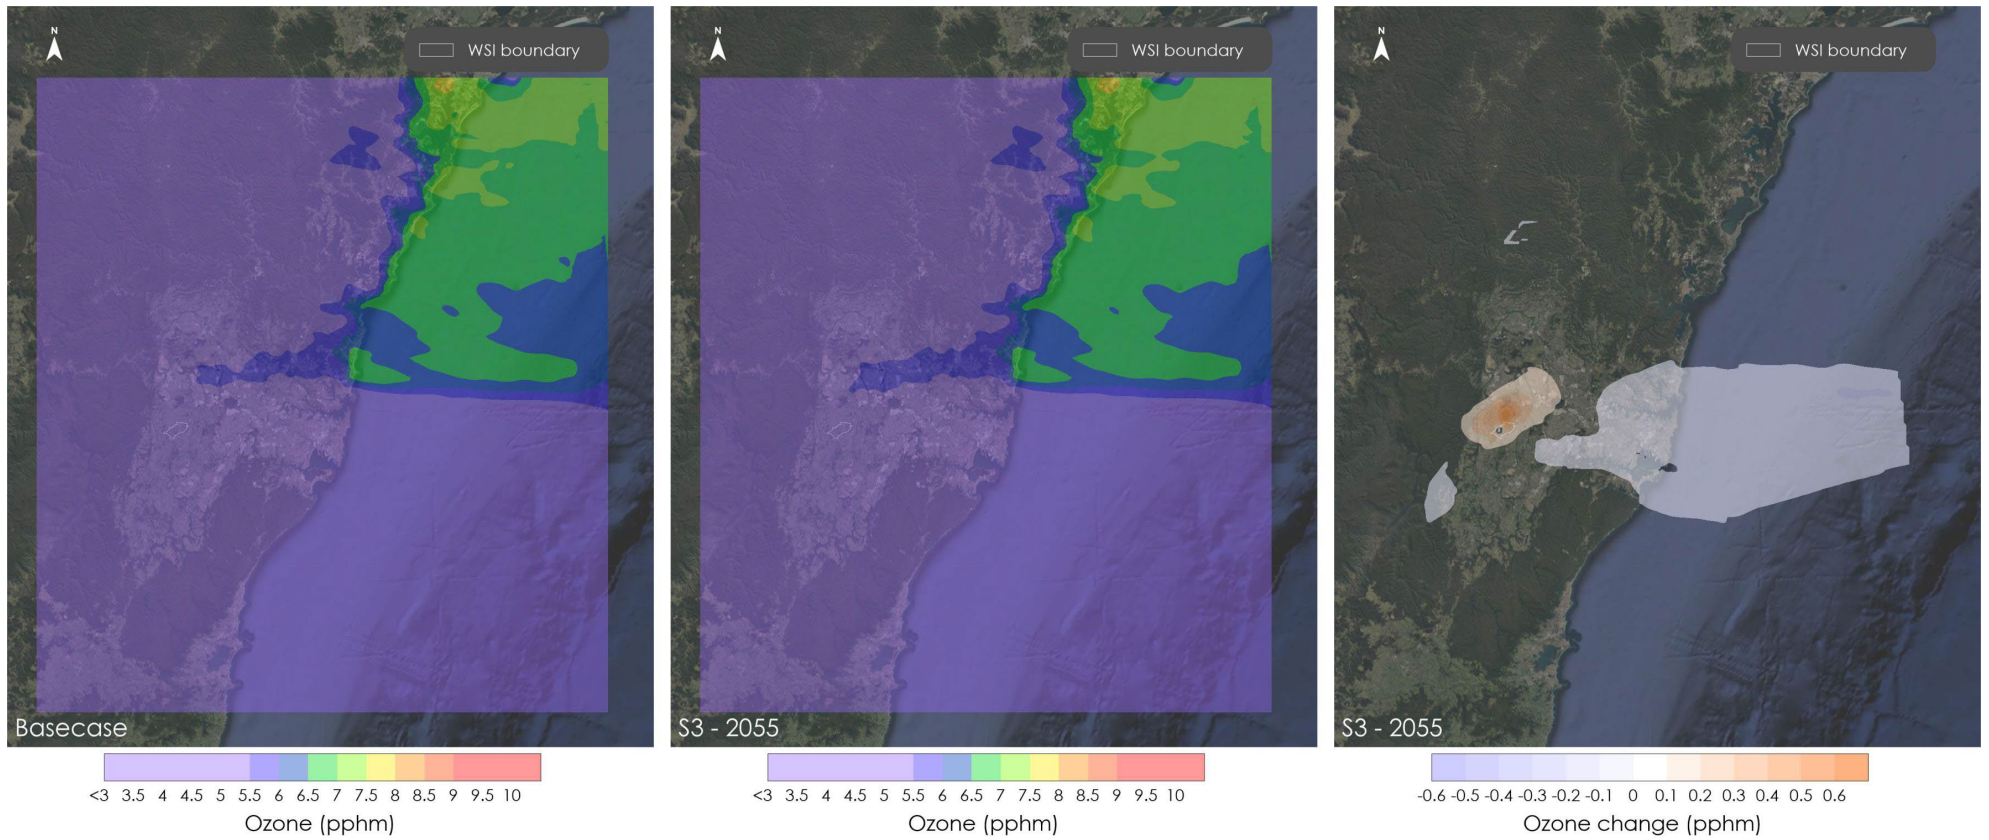 N
WSI boundary
Basecase
<3 3.5 4 4.5 5 5.5 6 6.5 7 7.5 8 8.5 9 9.5 10
Ozone (pphm)
N
WSI boundary
S3 - 2055
<3 3.5 4 4.5 5 5.5 6 6.5 7 7.5 8 8.5 9 9.5 10
Ozone (pphm)
N
WSI boundary
S3 - 2055
-0.6 -0.5 -0.4 -0.3 -0.2 -0.1 0 0.1 0.2 0.3 0.4 0.5 0.6
Ozone change (pphm)